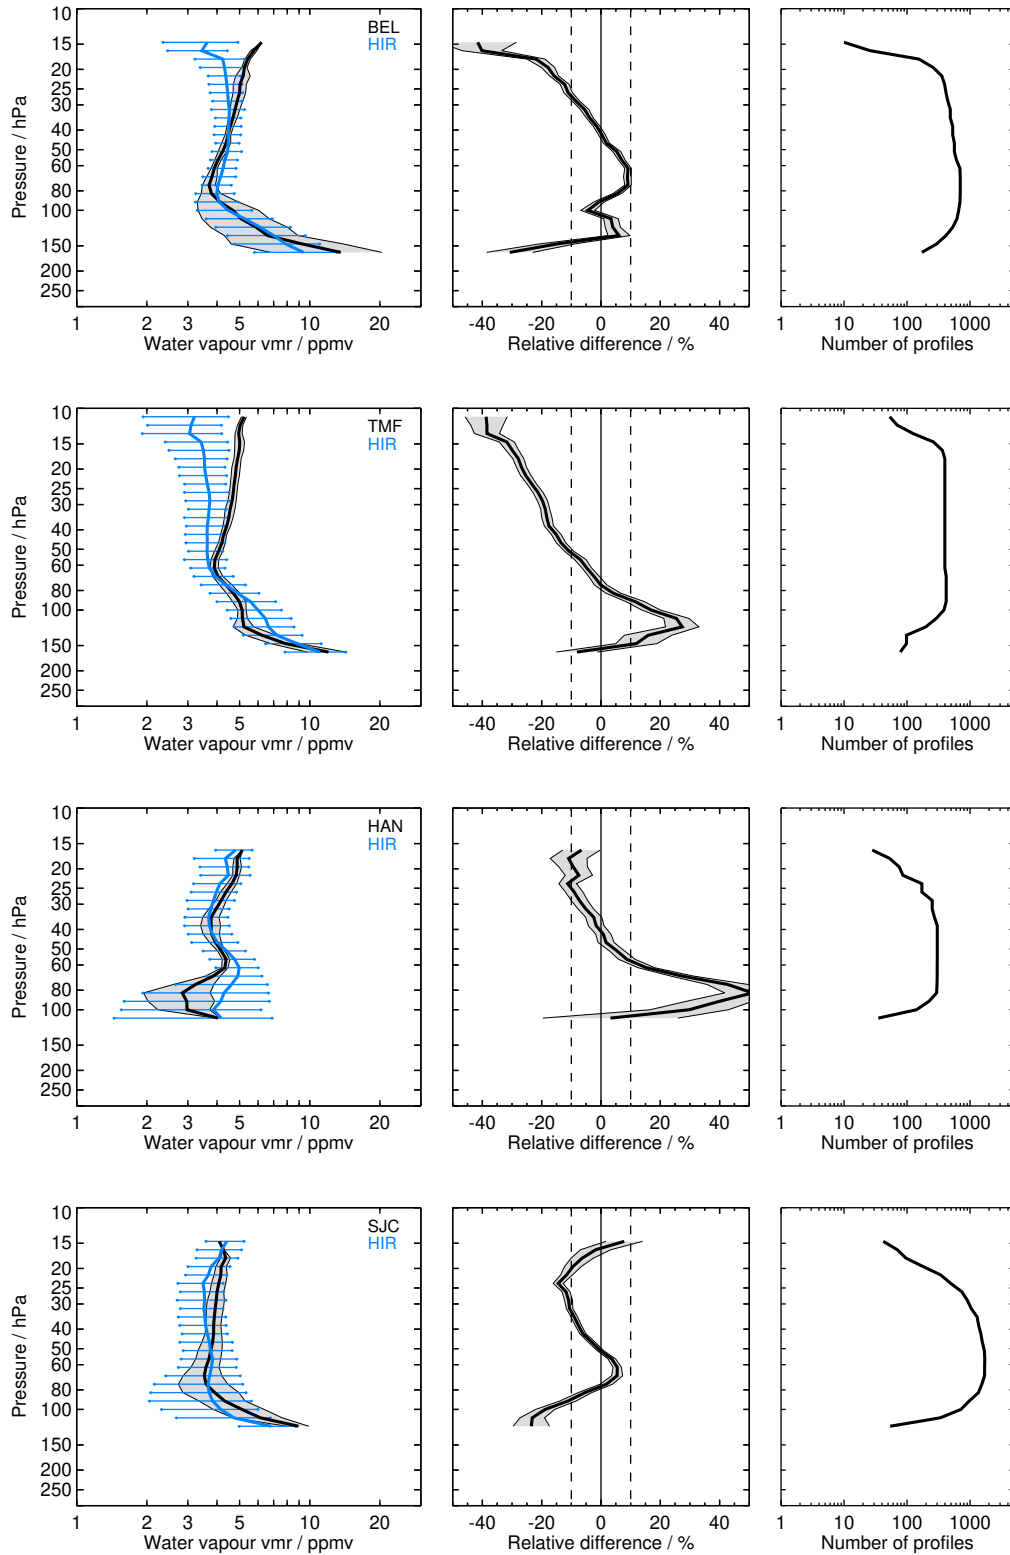 10
15
20
25
30
40
50
60
80
100
150
200
250
Pressure / hPa
BEL
HIR
1 2 3 5 10 20
Water vapour vmr / ppmv
-40 -20 0 20 40
Relative difference / %
1 10 100 1000
Number of profiles
10
15
20
25
30
40
50
60
80
100
150
200
250
Pressure / hPa
TMF
HIR
1 2 3 5 10 20
Water vapour vmr / ppmv
-40 -20 0 20 40
Relative difference / %
1 10 100 1000
Number of profiles
10
15
20
25
30
40
50
60
80
100
150
200
250
Pressure / hPa
HAN
HIR
1 2 3 5 10 20
Water vapour vmr / ppmv
-40 -20 0 20 40
Relative difference / %
1 10 100 1000
Number of profiles
10
15
20
25
30
40
50
60
80
100
150
200
250
Pressure / hPa
SJC
HIR
1 2 3 5 10 20
Water vapour vmr / ppmv
-40 -20 0 20 40
Relative difference / %
1 10 100 1000
Number of profiles